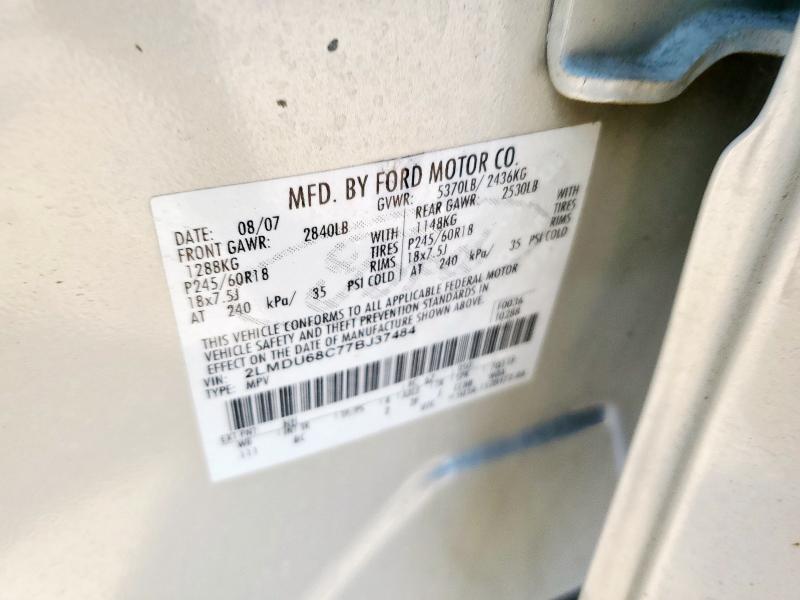 MFD. BY FORD MOTOR CO.
DATE: 08/07 GVWR: 5370LB/ 2436KG
FRONT GAWR: 2840LB REAR GAWR: 2530LB
1288KG WITH 1148KG WITH
P245/60R18 TIRES P245/60R18 TIRES
18x7.5J RIMS 18x7.5J RIMS
AT 240 kPa/ 35 PSI COLD AT 240 kPa/ 35 PSI COLD
THIS VEHICLE CONFORMS TO ALL APPLICABLE FEDERAL MOTOR
VEHICLE SAFETY AND THEFT PREVENTION STANDARDS IN
EFFECT ON THE DATE OF MANUFACTURE SHOWN ABOVE.
VIN: 2LMDU68C77BJ37484
TYPE: MPV
EXT PNT